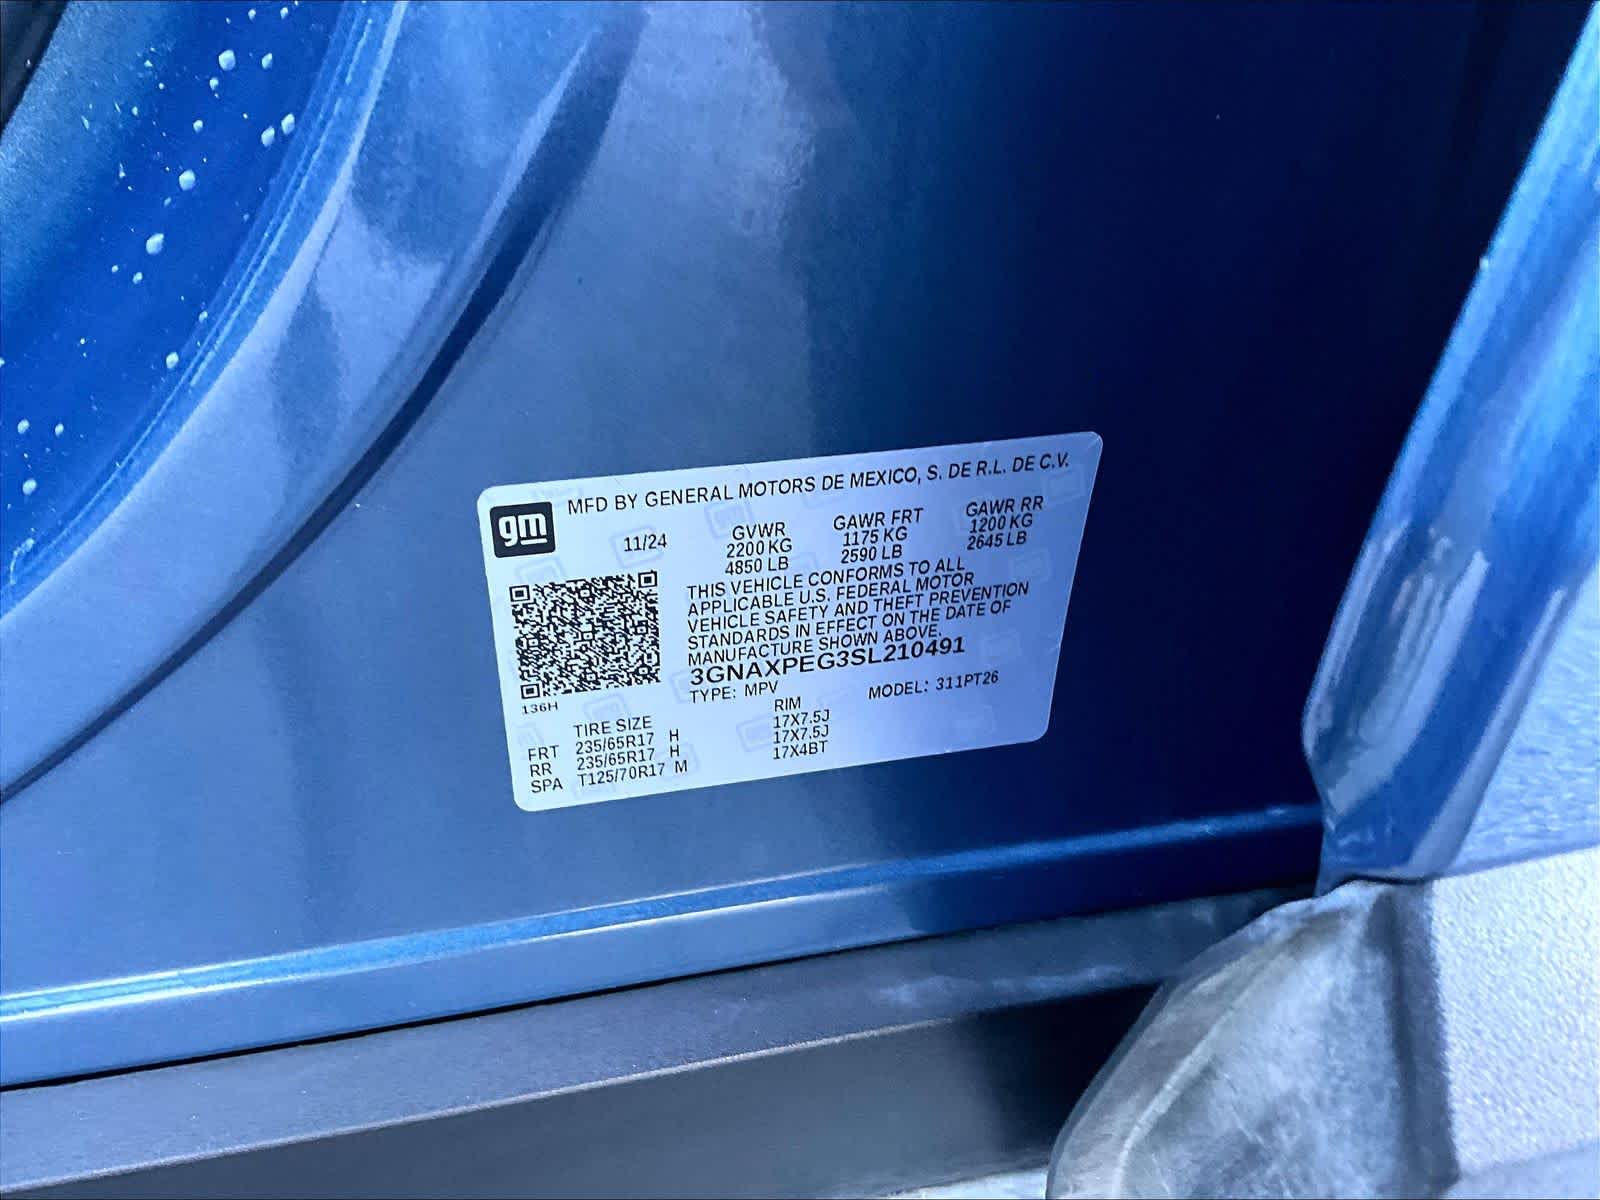 MFD BY GENERAL MOTORS DE MEXICO, S. DE R.L. DE C.V.
gm
11/24 GVWR GAWR FRT GAWR RR
2200 KG 1175 KG 1200 KG
4850 LB 2590 LB 2645 LB
THIS VEHICLE CONFORMS TO ALL
APPLICABLE U.S. FEDERAL MOTOR
VEHICLE SAFETY AND THEFT PREVENTION
STANDARDS IN EFFECT ON THE DATE OF
MANUFACTURE SHOWN ABOVE.
3GNAXPEG3SL210491
TYPE: MPV MODEL: 311PT26
136H
TIRE SIZE RIM
FRT 235/65R17 H 17X7.5J
RR 235/65R17 H 17X7.5J
SPA T125/70R17 M 17X4BT